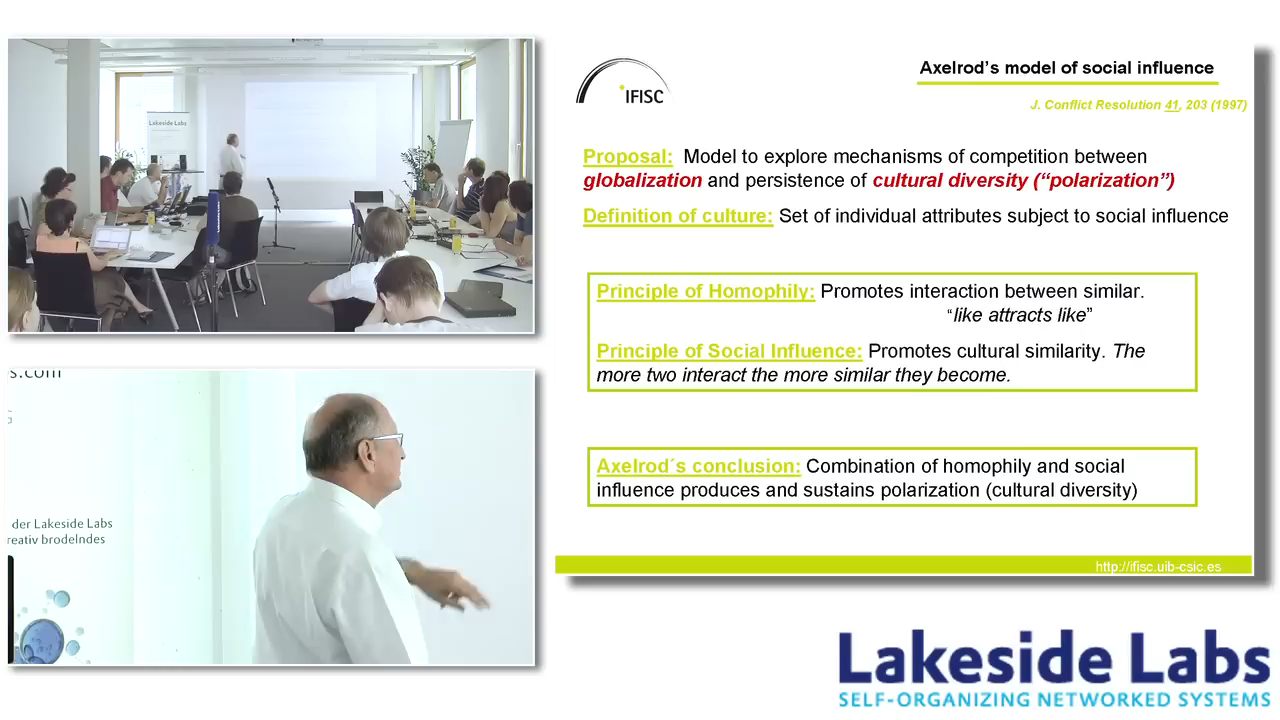 Lakeside Labs
s.com
der Lakeside Labs
reativ brodelndes
IFISC
Axelrod's model of social influence
J. Conflict Resolution 41, 203 (1997)
Proposal: Model to explore mechanisms of competition between
globalization and persistence of cultural diversity (“polarization”)
Definition of culture: Set of individual attributes subject to social influence
Principle of Homophily: Promotes interaction between similar.
“like attracts like”
Principle of Social Influence: Promotes cultural similarity. The
more two interact the more similar they become.
Axelrod´s conclusion: Combination of homophily and social
influence produces and sustains polarization (cultural diversity)
http://ifisc.uib-csic.es
Lakeside Labs
SELF-ORGANIZING NETWORKED SYSTEMS